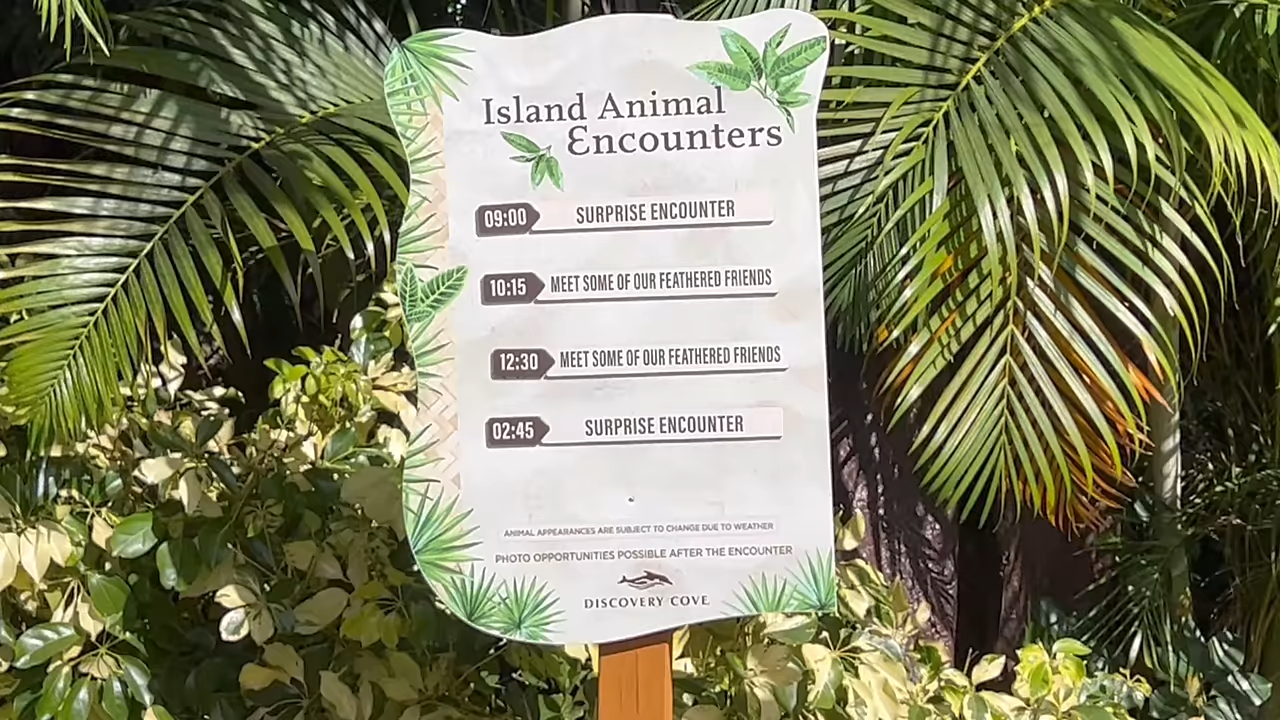 Island Animal
Encounters
09:00 SURPRISE ENCOUNTER
10:15 MEET SOME OF OUR FEATHERED FRIENDS
12:30 MEET SOME OF OUR FEATHERED FRIENDS
02:45 SURPRISE ENCOUNTER
ANIMAL APPEARANCES ARE SUBJECT TO CHANGE DUE TO WEATHER
PHOTO OPPORTUNITIES POSSIBLE AFTER THE ENCOUNTER
DISCOVERY COVE